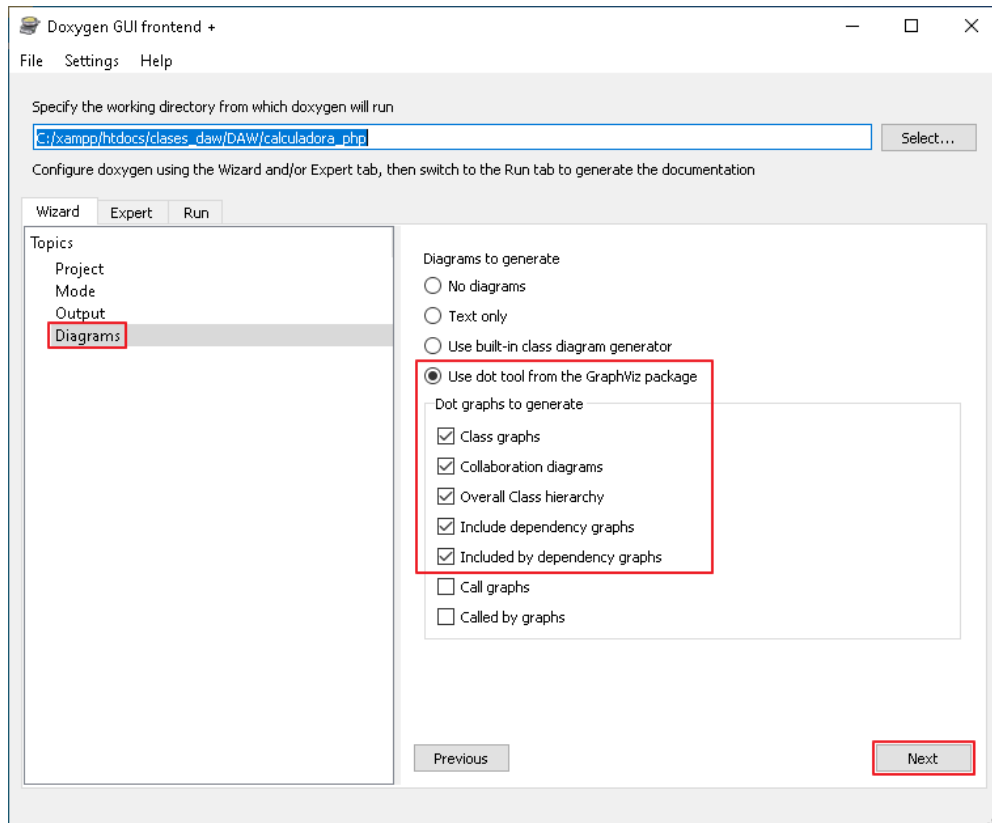 Doxygen GUI frontend +
File Settings Help
Specify the working directory from which doxygen will run
C:/xampp/htdocs/clases_daw/DAW/calculadora_php
Select...
Configure doxygen using the Wizard and/or Expert tab, then switch to the Run tab to generate the documentation
Wizard Expert Run
Topics
Project
Mode
Output
Diagrams
Diagrams to generate
No diagrams
Text only
Use built-in class diagram generator
Use dot tool from the GraphViz package
Dot graphs to generate
Class graphs
Collaboration diagrams
Overall Class hierarchy
Include dependency graphs
Included by dependency graphs
Call graphs
Called by graphs
Previous
Next